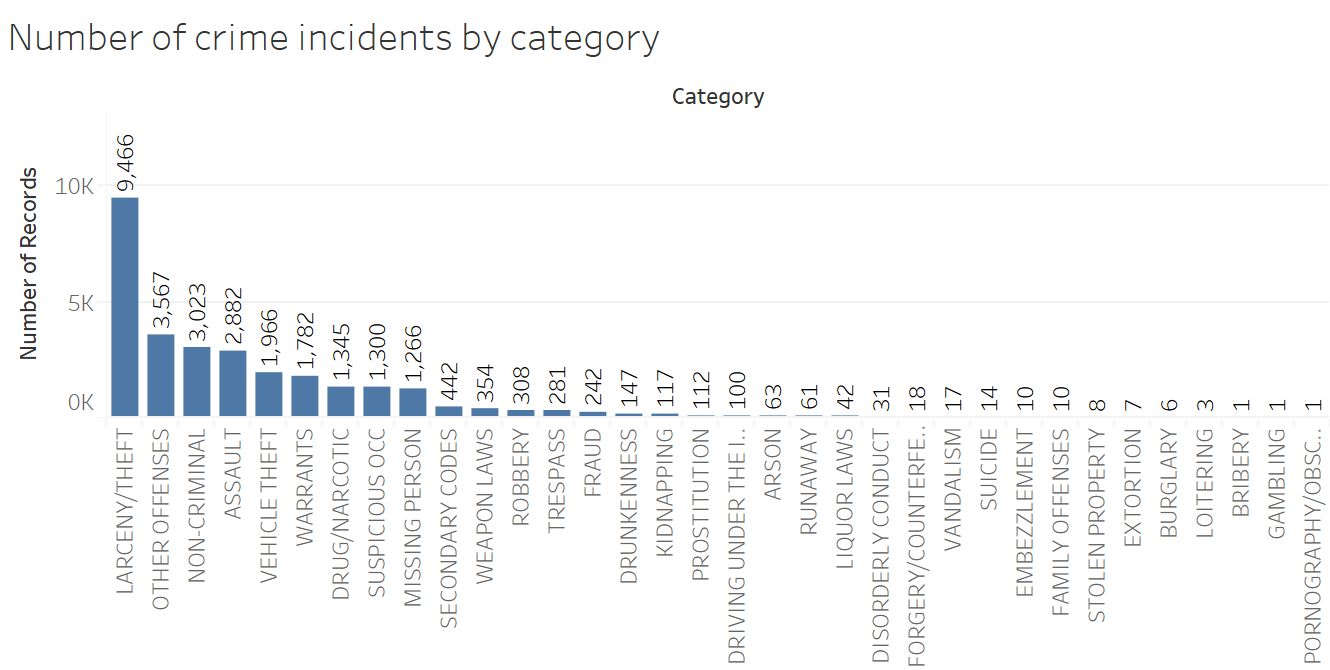 Number of crime incidents by category
Category
Number of Records
10K
5K
0K
9,466
3,567
3,023
2,882
1,966
1,782
1,345
1,300
1,266
442
354
308
281
242
147
117
112
100
63
61
42
31
18
17
14
10
10
8
7
6
3
1
1
1
LARCENY/THEFT
OTHER OFFENSES
NON-CRIMINAL
ASSAULT
VEHICLE THEFT
WARRANTS
DRUG/NARCOTIC
SUSPICIOUS OCC
MISSING PERSON
SECONDARY CODES
WEAPON LAWS
ROBBERY
TRESPASS
FRAUD
DRUNKENNESS
KIDNAPPING
PROSTITUTION
DRIVING UNDER THE I..
ARSON
RUNAWAY
LIQUOR LAWS
DISORDERLY CONDUCT
FORGERY/COUNTERFE..
VANDALISM
SUICIDE
EMBEZZLEMENT
FAMILY OFFENSES
STOLEN PROPERTY
EXTORTION
BURGLARY
LOITERING
BRIBERY
GAMBLING
PORNOGRAPHY/OBSC..